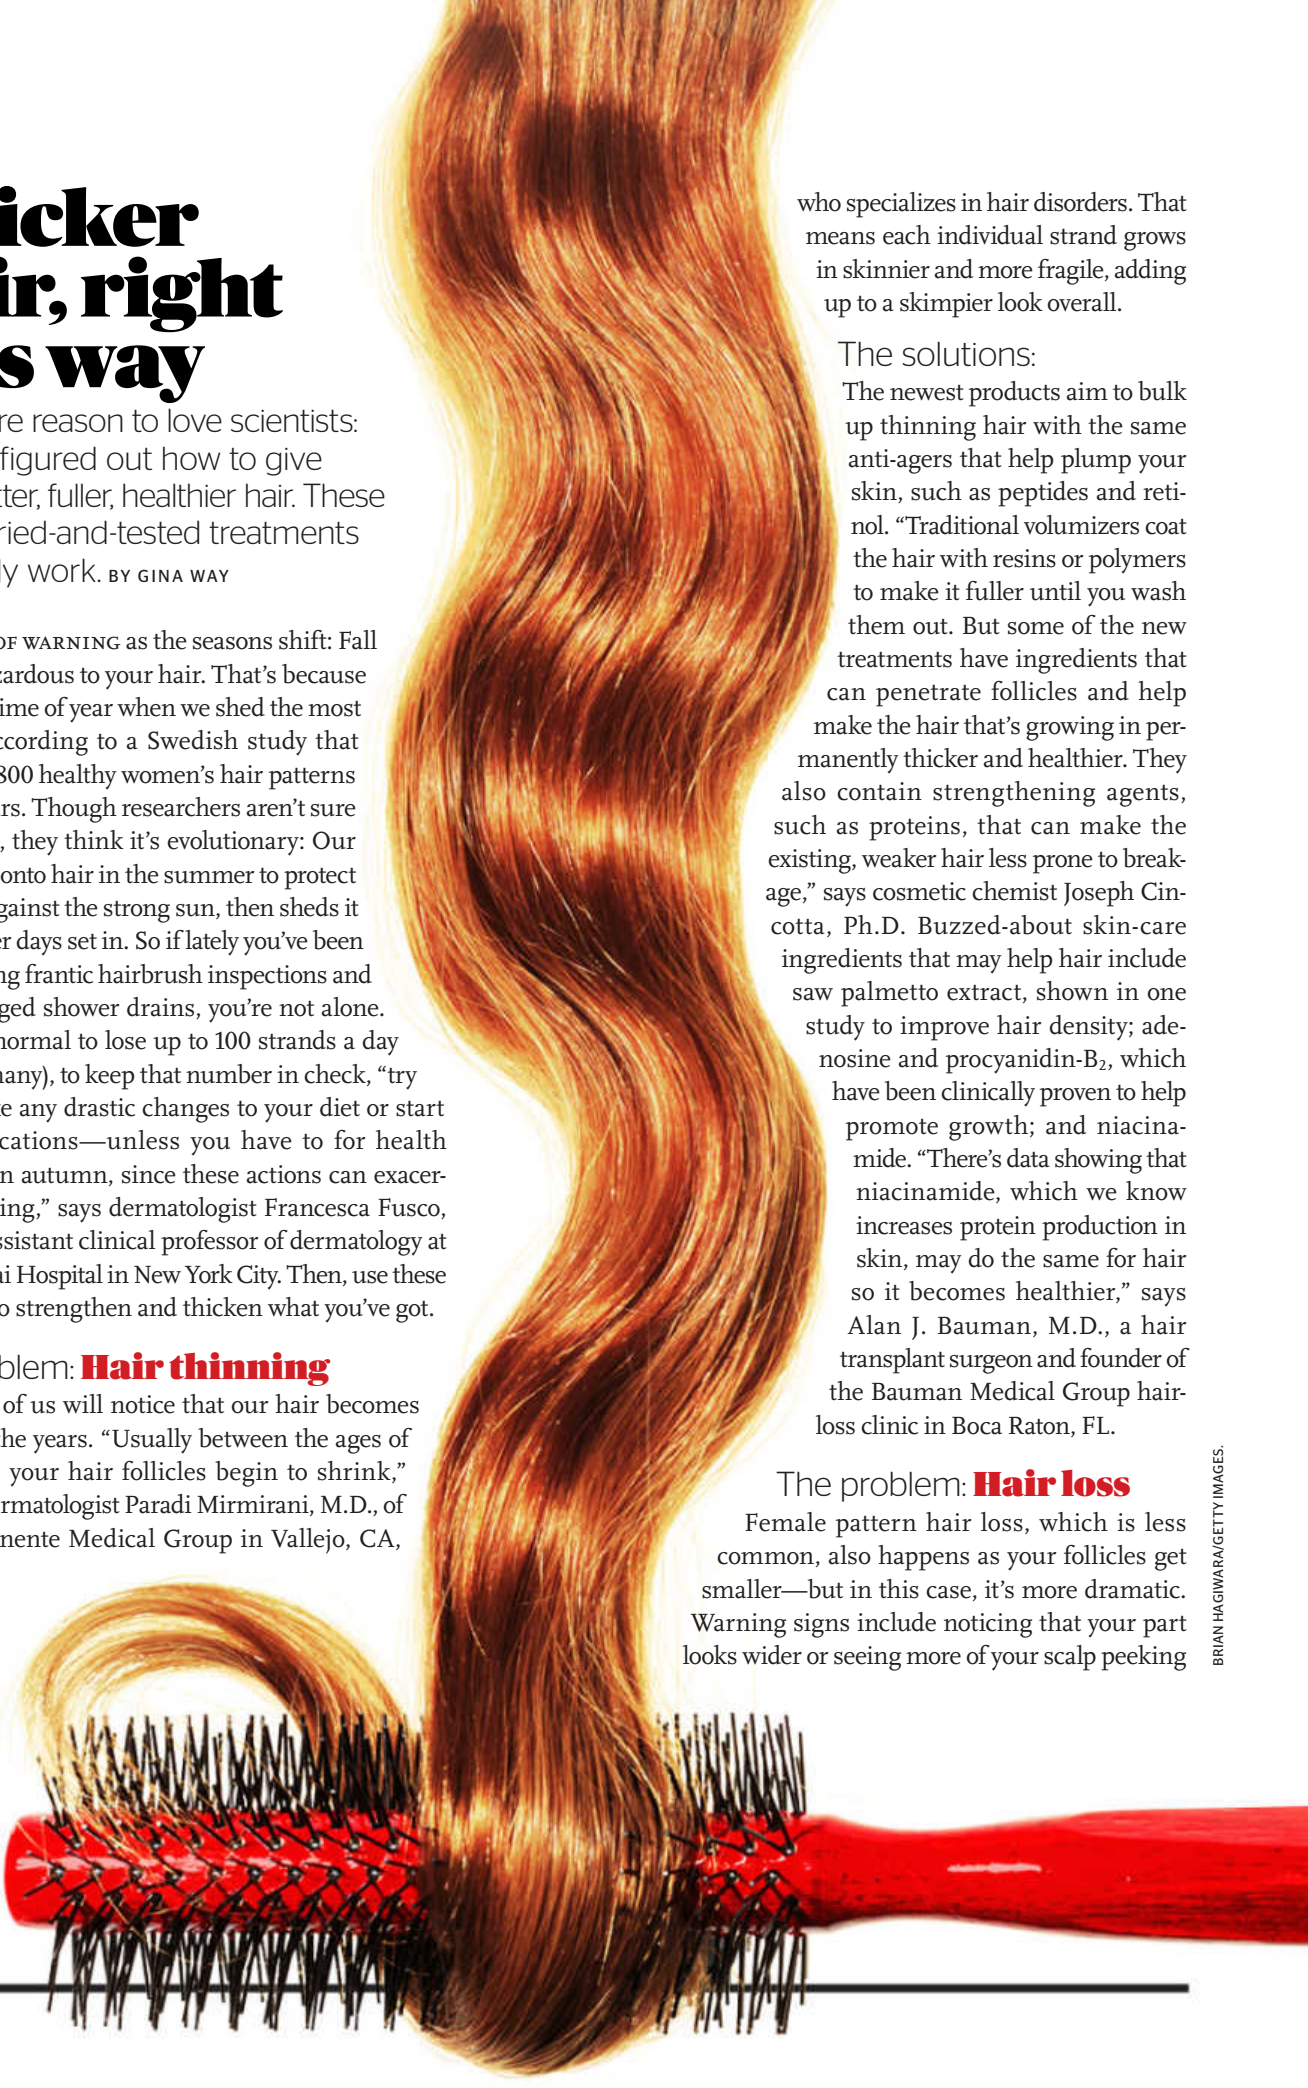 icker
ir, right
s way
re reason to love scientists:
figured out how to give
tter, fuller, healthier hair. These
ried-and-tested treatments
ly work. BY GINA WAY
OF WARNING as the seasons shift: Fall
zardous to your hair. That's because
ime of year when we shed the most
ccording to a Swedish study that
800 healthy women's hair patterns
rs. Though researchers aren't sure
, they think it's evolutionary: Our
onto hair in the summer to protect
gainst the strong sun, then sheds it
er days set in. So if lately you've been
ng frantic hairbrush inspections and
ged shower drains, you're not alone.
normal to lose up to 100 strands a day
any), to keep that number in check, “try
e any drastic changes to your diet or start
cations—unless you have to for health
n autumn, since these actions can exacer-
ing,” says dermatologist Francesca Fusco,
ssistant clinical professor of dermatology at
ai Hospital in New York City. Then, use these
o strengthen and thicken what you've got.
blem: Hair thinning
of us will notice that our hair becomes
he years. “Usually between the ages of
your hair follicles begin to shrink,”
rmatologist Paradi Mirmirani, M.D., of
nente Medical Group in Vallejo, CA,
who specializes in hair disorders. That
means each individual strand grows
in skinnier and more fragile, adding
up to a skimpier look overall.
The solutions:
The newest products aim to bulk
up thinning hair with the same
anti-agers that help plump your
skin, such as peptides and reti-
nol. “Traditional volumizers coat
the hair with resins or polymers
to make it fuller until you wash
them out. But some of the new
treatments have ingredients that
can penetrate follicles and help
make the hair that's growing in per-
manently thicker and healthier. They
also contain strengthening agents,
such as proteins, that can make the
existing, weaker hair less prone to break-
age,” says cosmetic chemist Joseph Cin-
cotta, Ph.D. Buzzed-about skin-care
ingredients that may help hair include
saw palmetto extract, shown in one
study to improve hair density; ade-
nosine and procyanidin-B₂, which
have been clinically proven to help
promote growth; and niacina-
mide. “There's data showing that
niacinamide, which we know
increases protein production in
skin, may do the same for hair
so it becomes healthier,” says
Alan J. Bauman, M.D., a hair
transplant surgeon and founder of
the Bauman Medical Group hair-
loss clinic in Boca Raton, FL.
The problem: Hair loss
Female pattern hair loss, which is less
common, also happens as your follicles get
smaller—but in this case, it's more dramatic.
Warning signs include noticing that your part
looks wider or seeing more of your scalp peeking
BRIAN HAGIWARA/GETTY IMAGES.